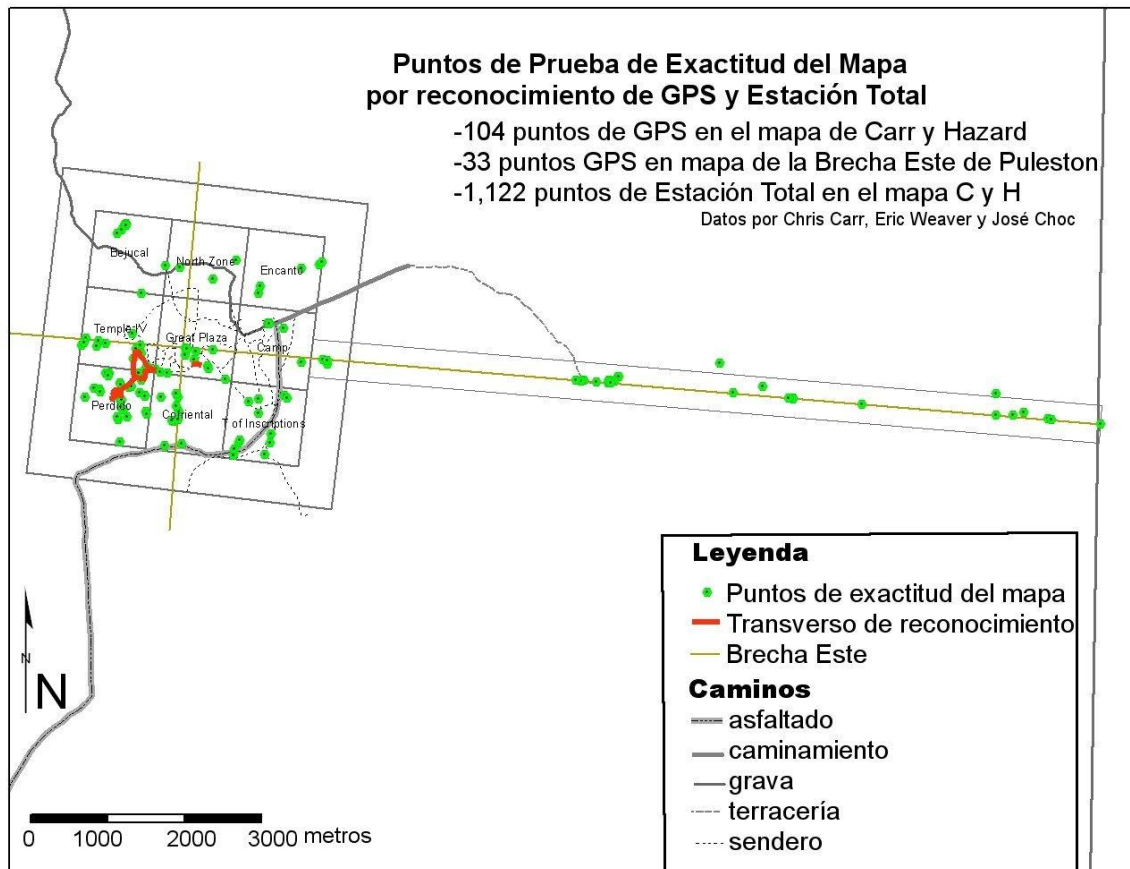 Puntos de Prueba de Exactitud del Mapa
por reconocimiento de GPS y Estación Total
-104 puntos de GPS en el mapa de Carr y Hazard
-33 puntos GPS en mapa de la Brecha Este de Puleston
-1,122 puntos de Estación Total en el mapa C y H
Datos por Chris Carr, Eric Weaver y José Choc
Bejucal
North Zone
Encanto
Temple IV
Great Plaza
Camp
Perdido
Corriental
T of Inscriptions
N
N
0 1000 2000 3000 metros
Leyenda
Puntos de exactitud del mapa
Transverso de reconocimiento
Brecha Este
Caminos
asfaltado
caminamiento
grava
terracería
sendero